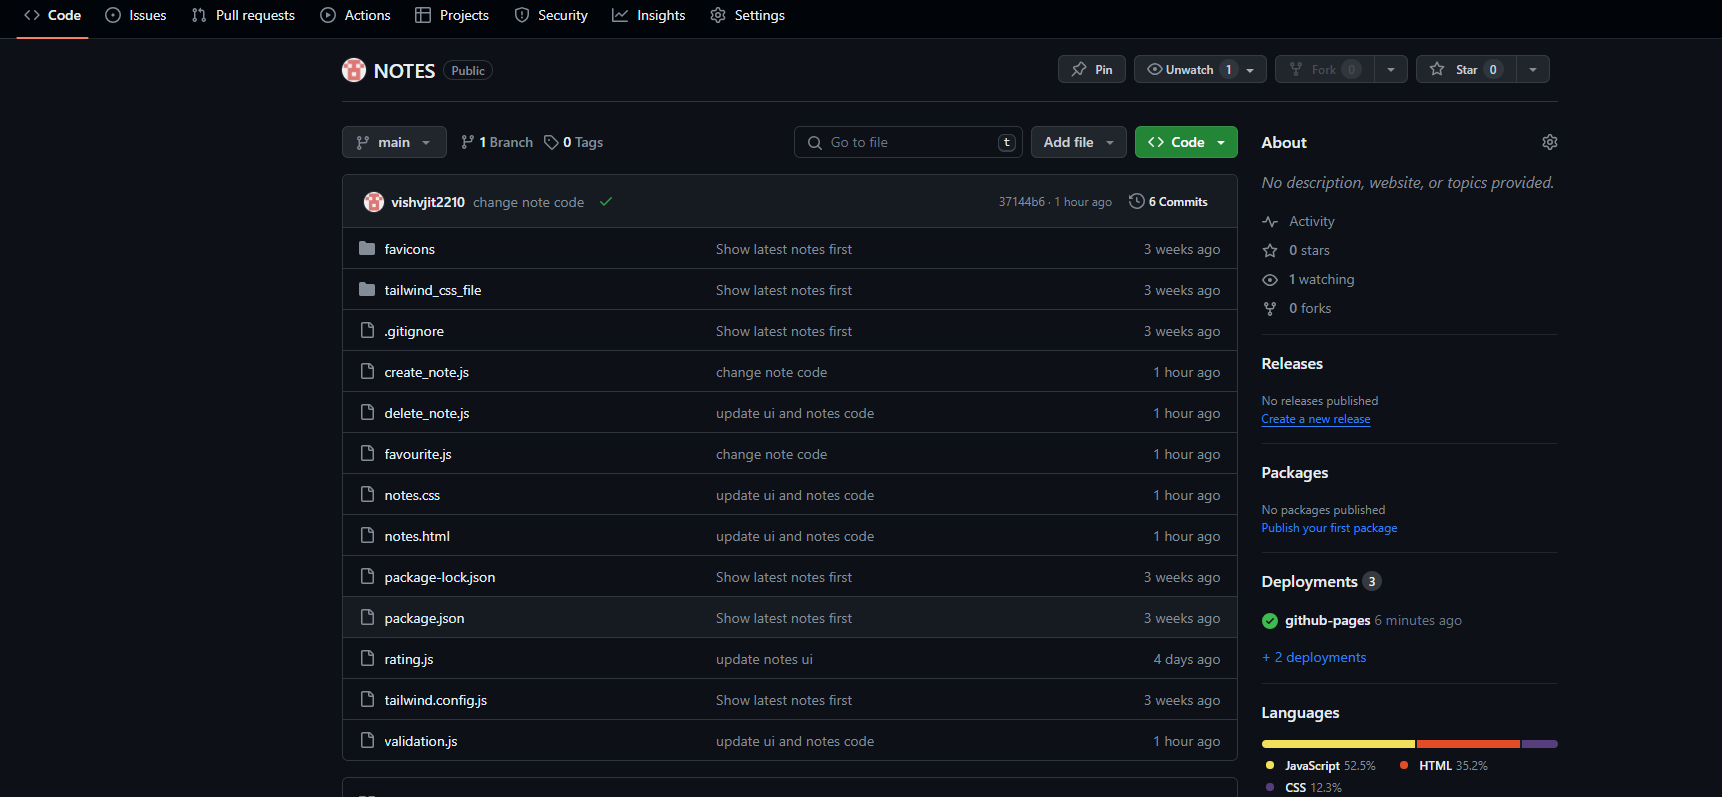 Code Issues Pull requests Actions Projects Security Insights Settings
NOTES Public Pin Unwatch 1 Fork 0 Star 0
main 1 Branch 0 Tags Go to file t Add file Code
vishvjit2210 change note code 37144b6 · 1 hour ago 6 Commits
favicons Show latest notes first 3 weeks ago
tailwind_css_file Show latest notes first 3 weeks ago
.gitignore Show latest notes first 3 weeks ago
create_note.js change note code 1 hour ago
delete_note.js update ui and notes code 1 hour ago
favourite.js change note code 1 hour ago
notes.css update ui and notes code 1 hour ago
notes.html update ui and notes code 1 hour ago
package-lock.json Show latest notes first 3 weeks ago
package.json Show latest notes first 3 weeks ago
rating.js update notes ui 4 days ago
tailwind.config.js Show latest notes first 3 weeks ago
validation.js update ui and notes code 1 hour ago
About
No description, website, or topics provided.
Activity
0 stars
1 watching
0 forks
Releases
No releases published
Create a new release
Packages
No packages published
Publish your first package
Deployments 3
github-pages 6 minutes ago
+ 2 deployments
Languages
JavaScript 52.5% HTML 35.2%
CSS 12.3%